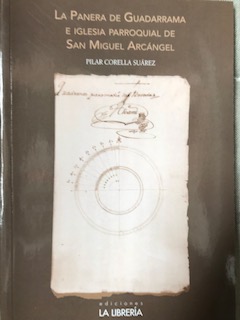 LA PANERA DE GUADARRAMA
E IGLESIA PARROQUIAL DE
SAN MIGUEL ARCÁNGEL
PILAR CORELLA SUÁREZ
ediciones
LA LIBRERÍA